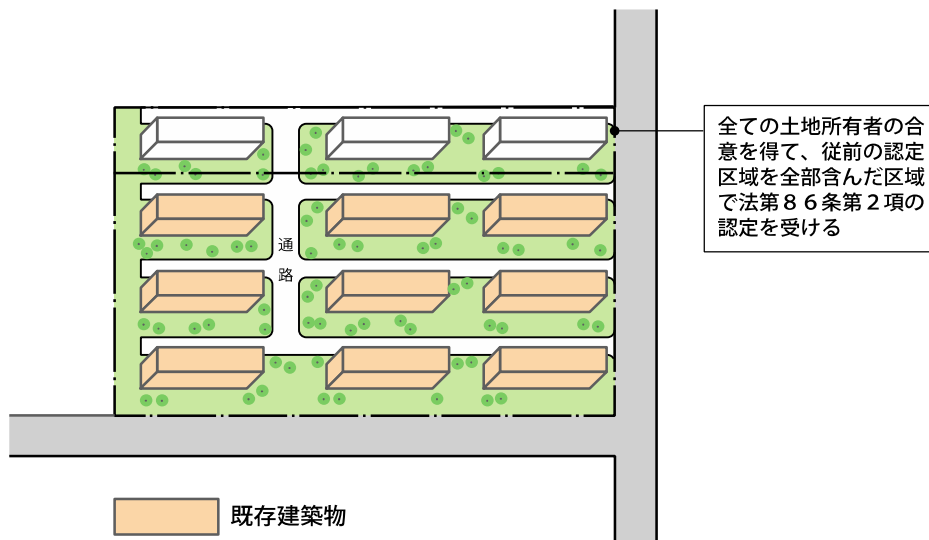 全ての土地所有者の合
意を得て、従前の認定
区域を全部含んだ区域
で法第８６条第２項の
認定を受ける
通
路
既存建築物